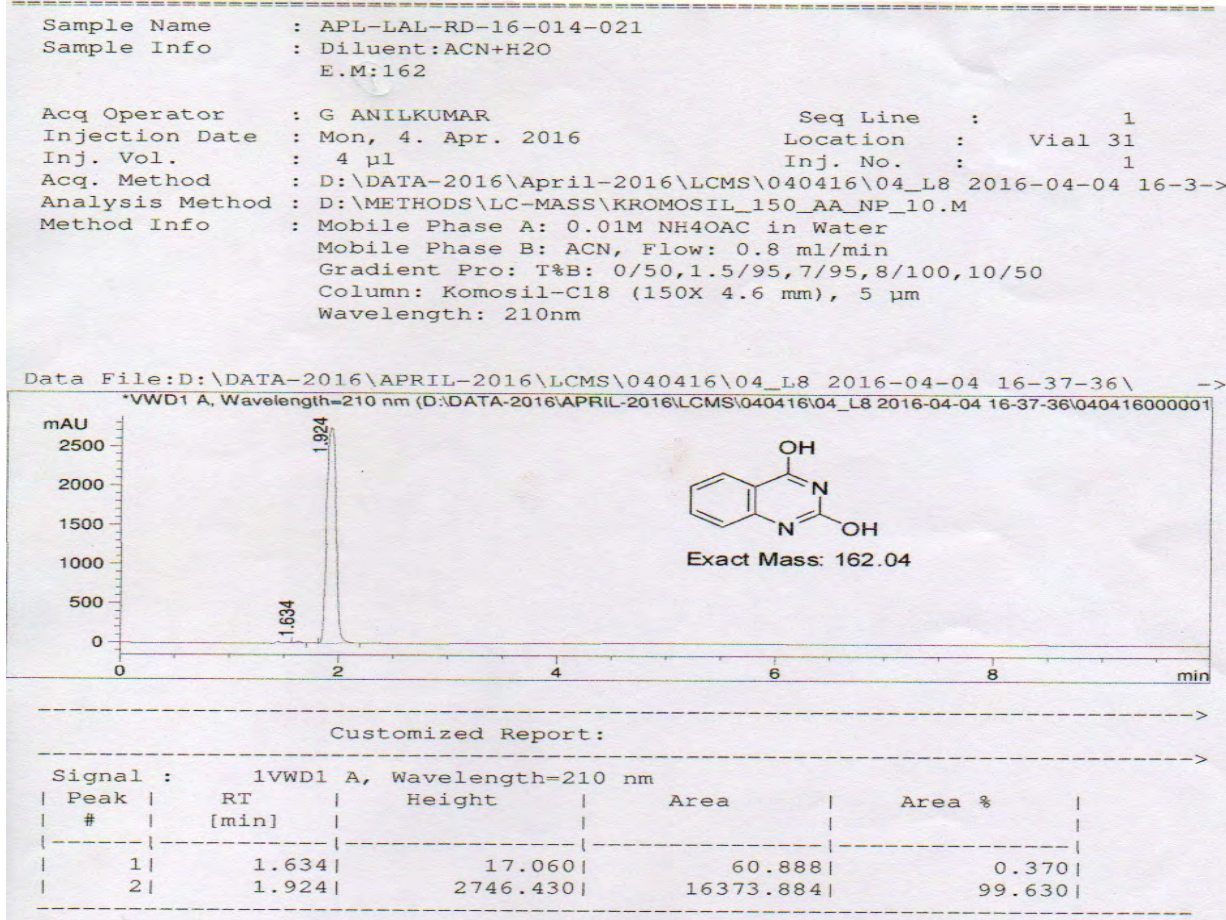 Sample Name : APL-LAL-RD-16-014-021
Sample Info : Diluent:ACN+H2O
E.M:162
Acq Operator : G ANILKUMAR Seq Line : 1
Injection Date : Mon, 4. Apr. 2016 Location : Vial 31
Inj. Vol. : 4 µl Inj. No. : 1
Acq. Method : D:\DATA-2016\April-2016\LCMS\040416\04_L8 2016-04-04 16-3->
Analysis Method : D:\METHODS\LC-MASS\KROMOSIL_150_AA_NP_10.M
Method Info : Mobile Phase A: 0.01M NH4OAC in Water
Mobile Phase B: ACN, Flow: 0.8 ml/min
Gradient Pro: T%B: 0/50,1.5/95,7/95,8/100,10/50
Column: Komosil-C18 (150X 4.6 mm), 5 µm
Wavelength: 210nm
Data File:D:\DATA-2016\APRIL-2016\LCMS\040416\04_L8 2016-04-04 16-37-36\ ->
*VWD1 A, Wavelength=210 nm (D:\DATA-2016\APRIL-2016\LCMS\040416\04_L8 2016-04-04 16-37-36\040416000001
mAU
2500
2000
1500
1000
500
0
1.634
1.924
OH
N
N
OH
Exact Mass: 162.04
0 2 4 6 8 min
Customized Report:
Signal : 1VWD1 A, Wavelength=210 nm
| Peak | RT | Height | Area | Area % |
| # | [min] | | | |
| 1| 1.634| 17.060| 60.888| 0.370|
| 2| 1.924| 2746.430| 16373.884| 99.630|